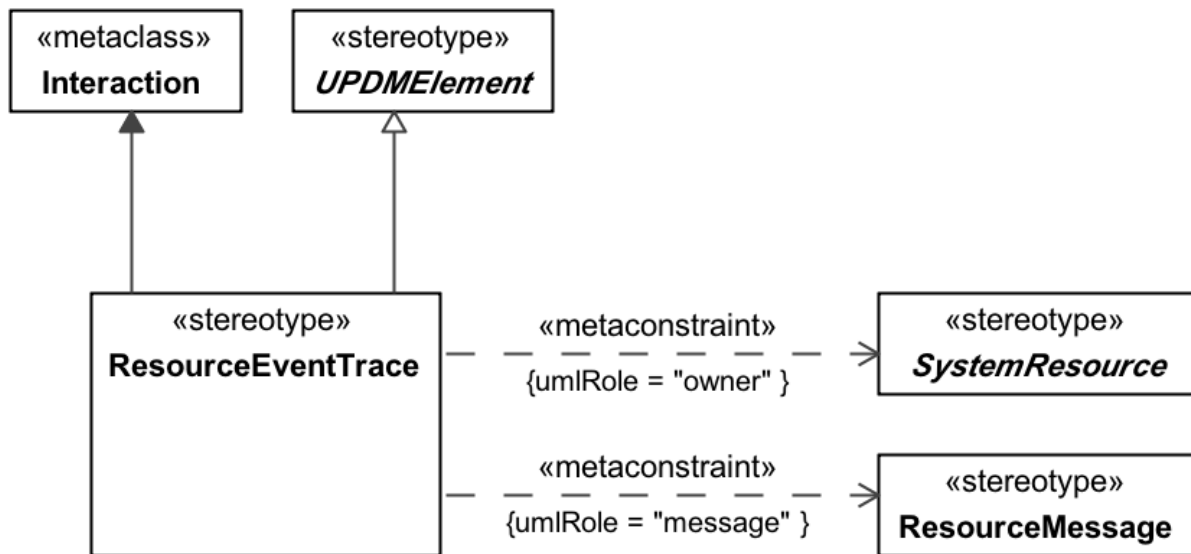 «metaclass»
Interaction
«stereotype»
UPDMElement
«stereotype»
ResourceEventTrace
«metaconstraint»
{umlRole = "owner" }
«stereotype»
SystemResource
«metaconstraint»
{umlRole = "message" }
«stereotype»
ResourceMessage